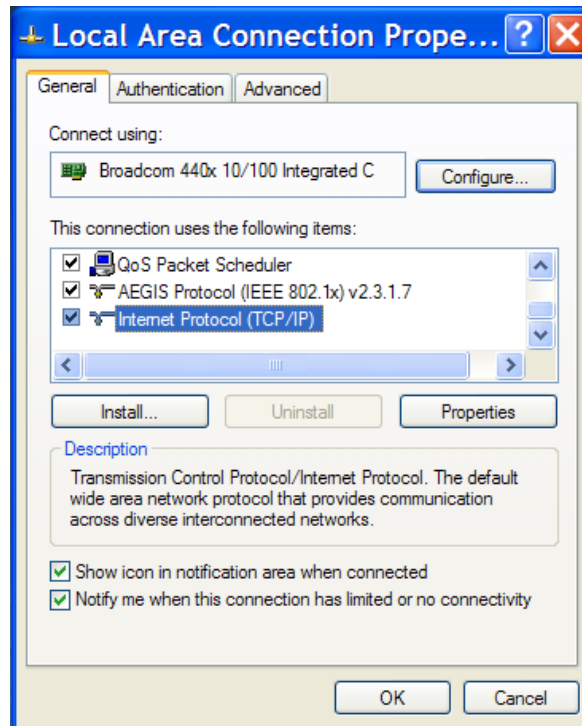 Local Area Connection Prope... ?
General Authentication Advanced
Connect using:
Broadcom 440x 10/100 Integrated C
Configure...
This connection uses the following items:
QoS Packet Scheduler
AEGIS Protocol (IEEE 802.1x) v2.3.1.7
Internet Protocol (TCP/IP)
Install... Uninstall Properties
Description
Transmission Control Protocol/Internet Protocol. The default
wide area network protocol that provides communication
across diverse interconnected networks.
Show icon in notification area when connected
Notify me when this connection has limited or no connectivity
OK Cancel